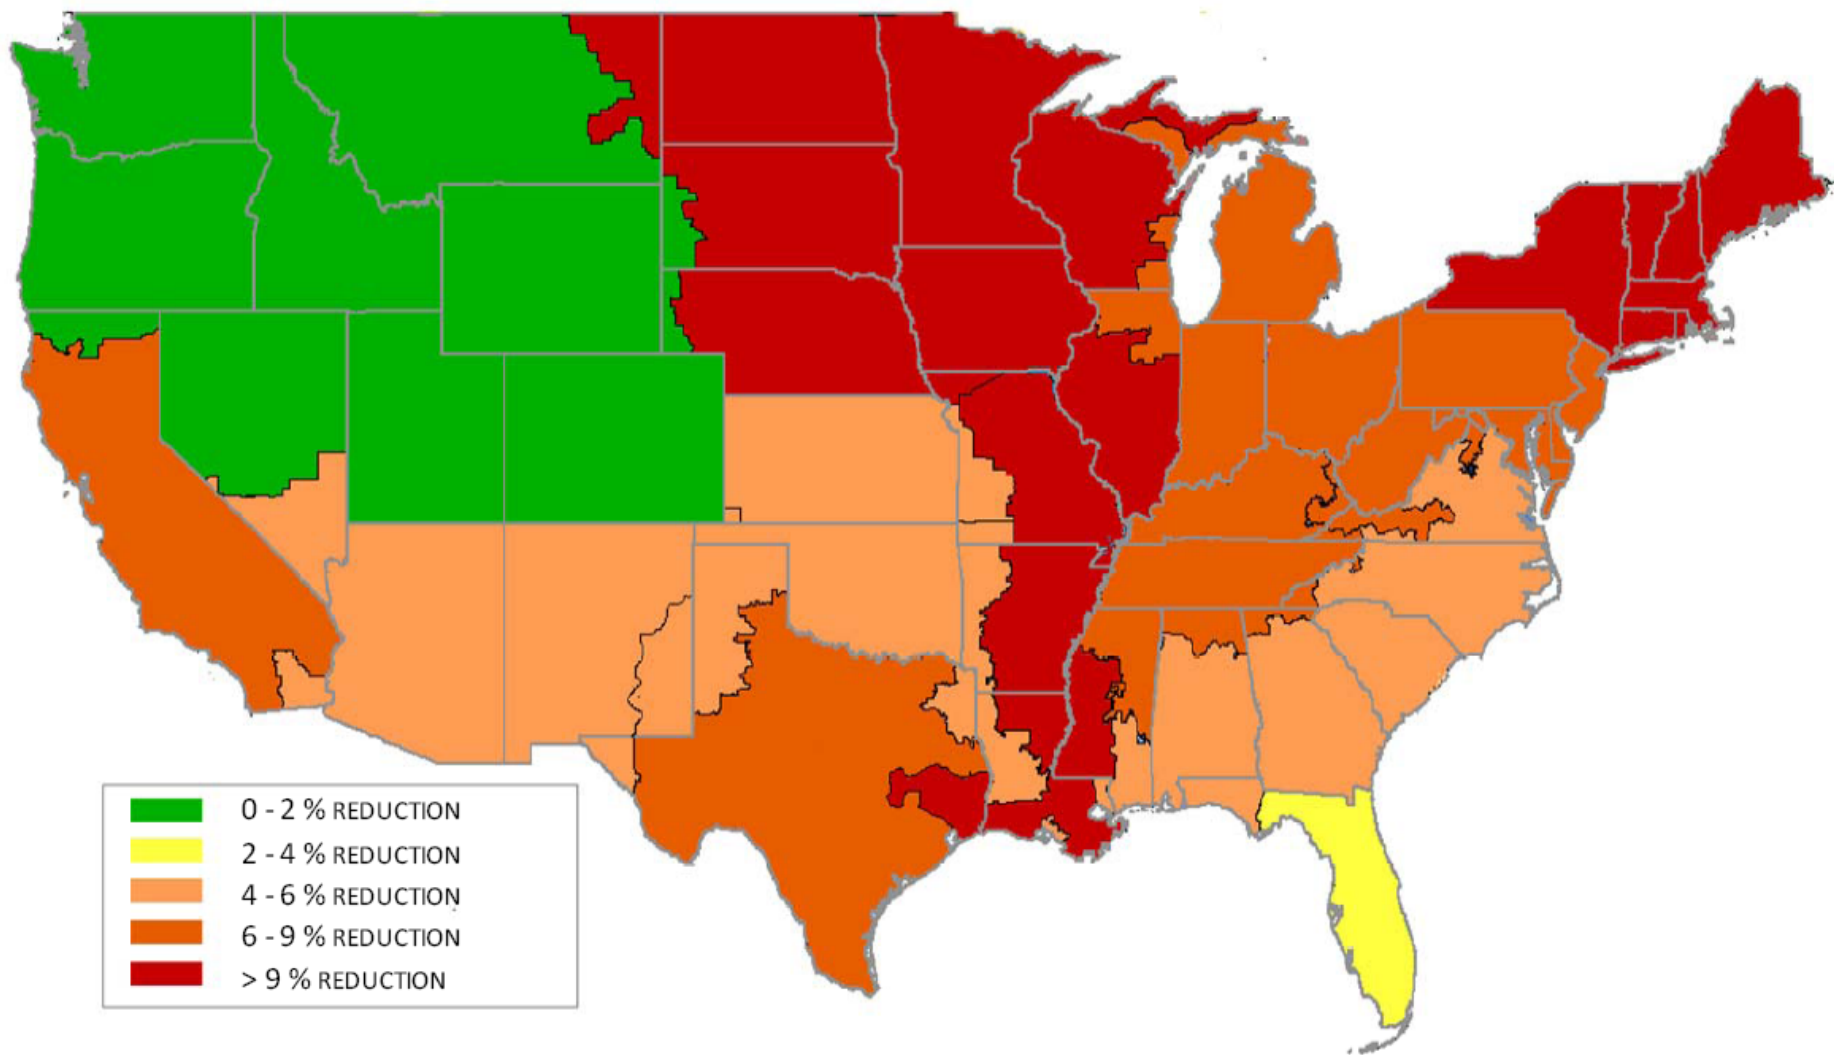 0 - 2 % REDUCTION
2 - 4 % REDUCTION
4 - 6 % REDUCTION
6 - 9 % REDUCTION
> 9 % REDUCTION